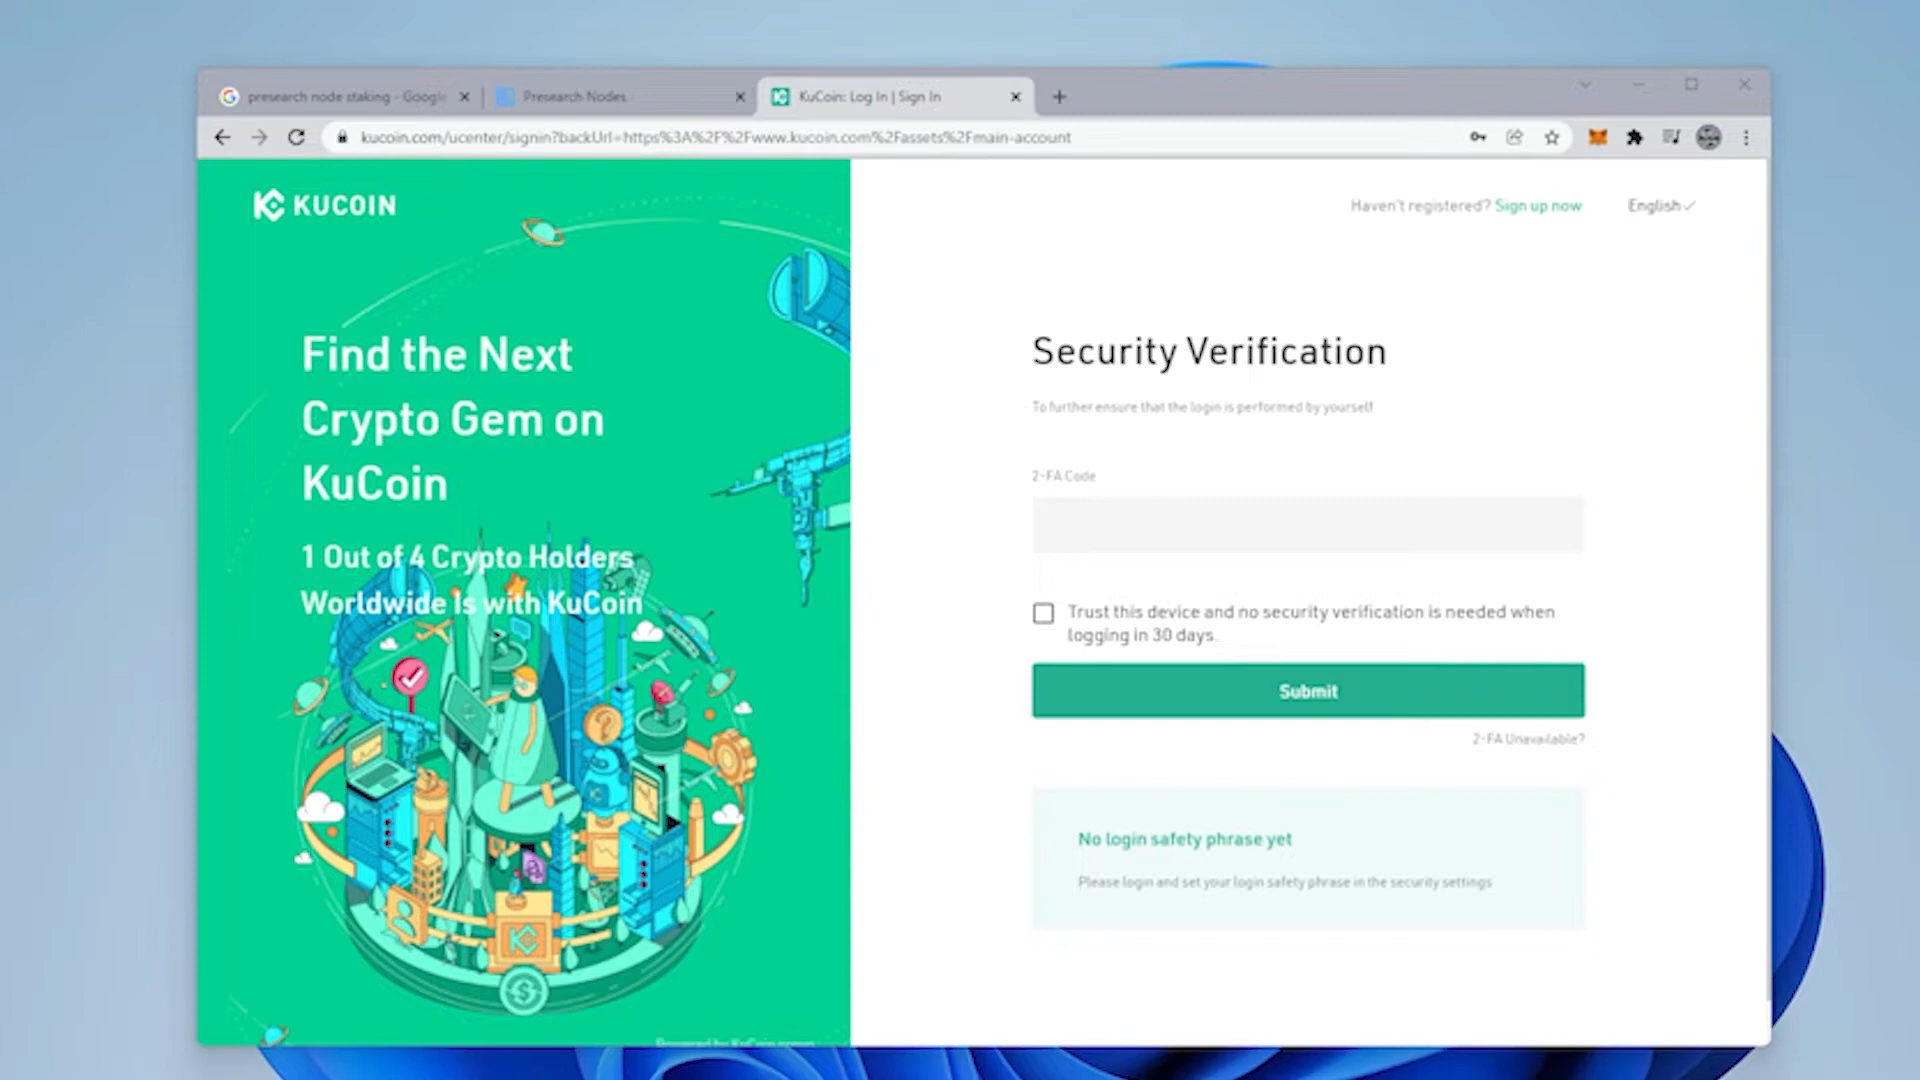 presearch node staking - Google
Presearch Nodes
KuCoin: Log In | Sign In
kucoin.com/ucenter/signin?backUrl=https%3A%2F%2Fwww.kucoin.com%2Fassets%2Fmain-account
KUCOIN
Haven't registered? Sign up now
English
Find the Next
Crypto Gem on
KuCoin
1 Out of 4 Crypto Holders
Worldwide Is with KuCoin
Security Verification
To further ensure that the login is performed by yourself
2-FA Code
Trust this device and no security verification is needed when
logging in 30 days.
Submit
2-FA Unavailable?
No login safety phrase yet
Please login and set your login safety phrase in the security settings
Powered by KuCoin